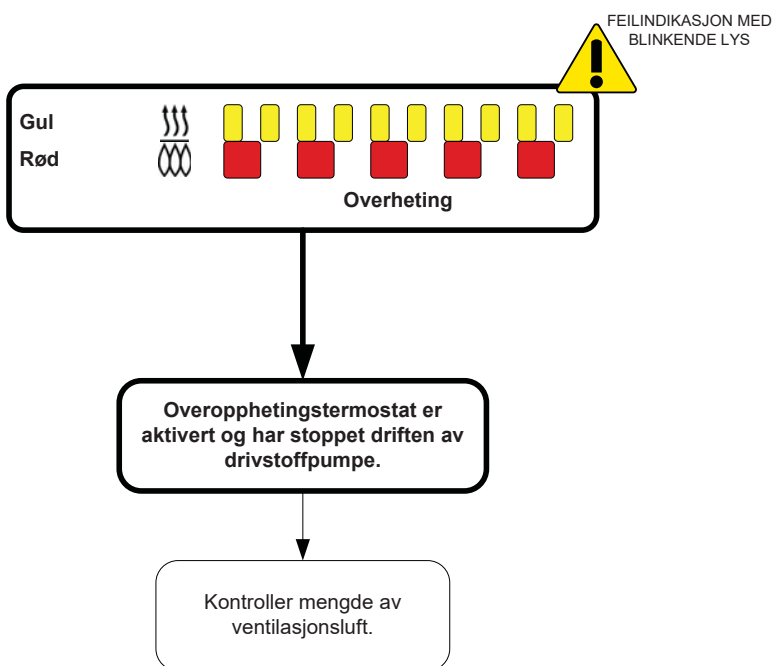 FEILINDIKASJON MED
BLINKENDE LYS
Gul
Rød
Overheting
Overopphetingstermostat er
aktivert og har stoppet driften av
drivstoffpumpe.
Kontroller mengde av
ventilasjonsluft.